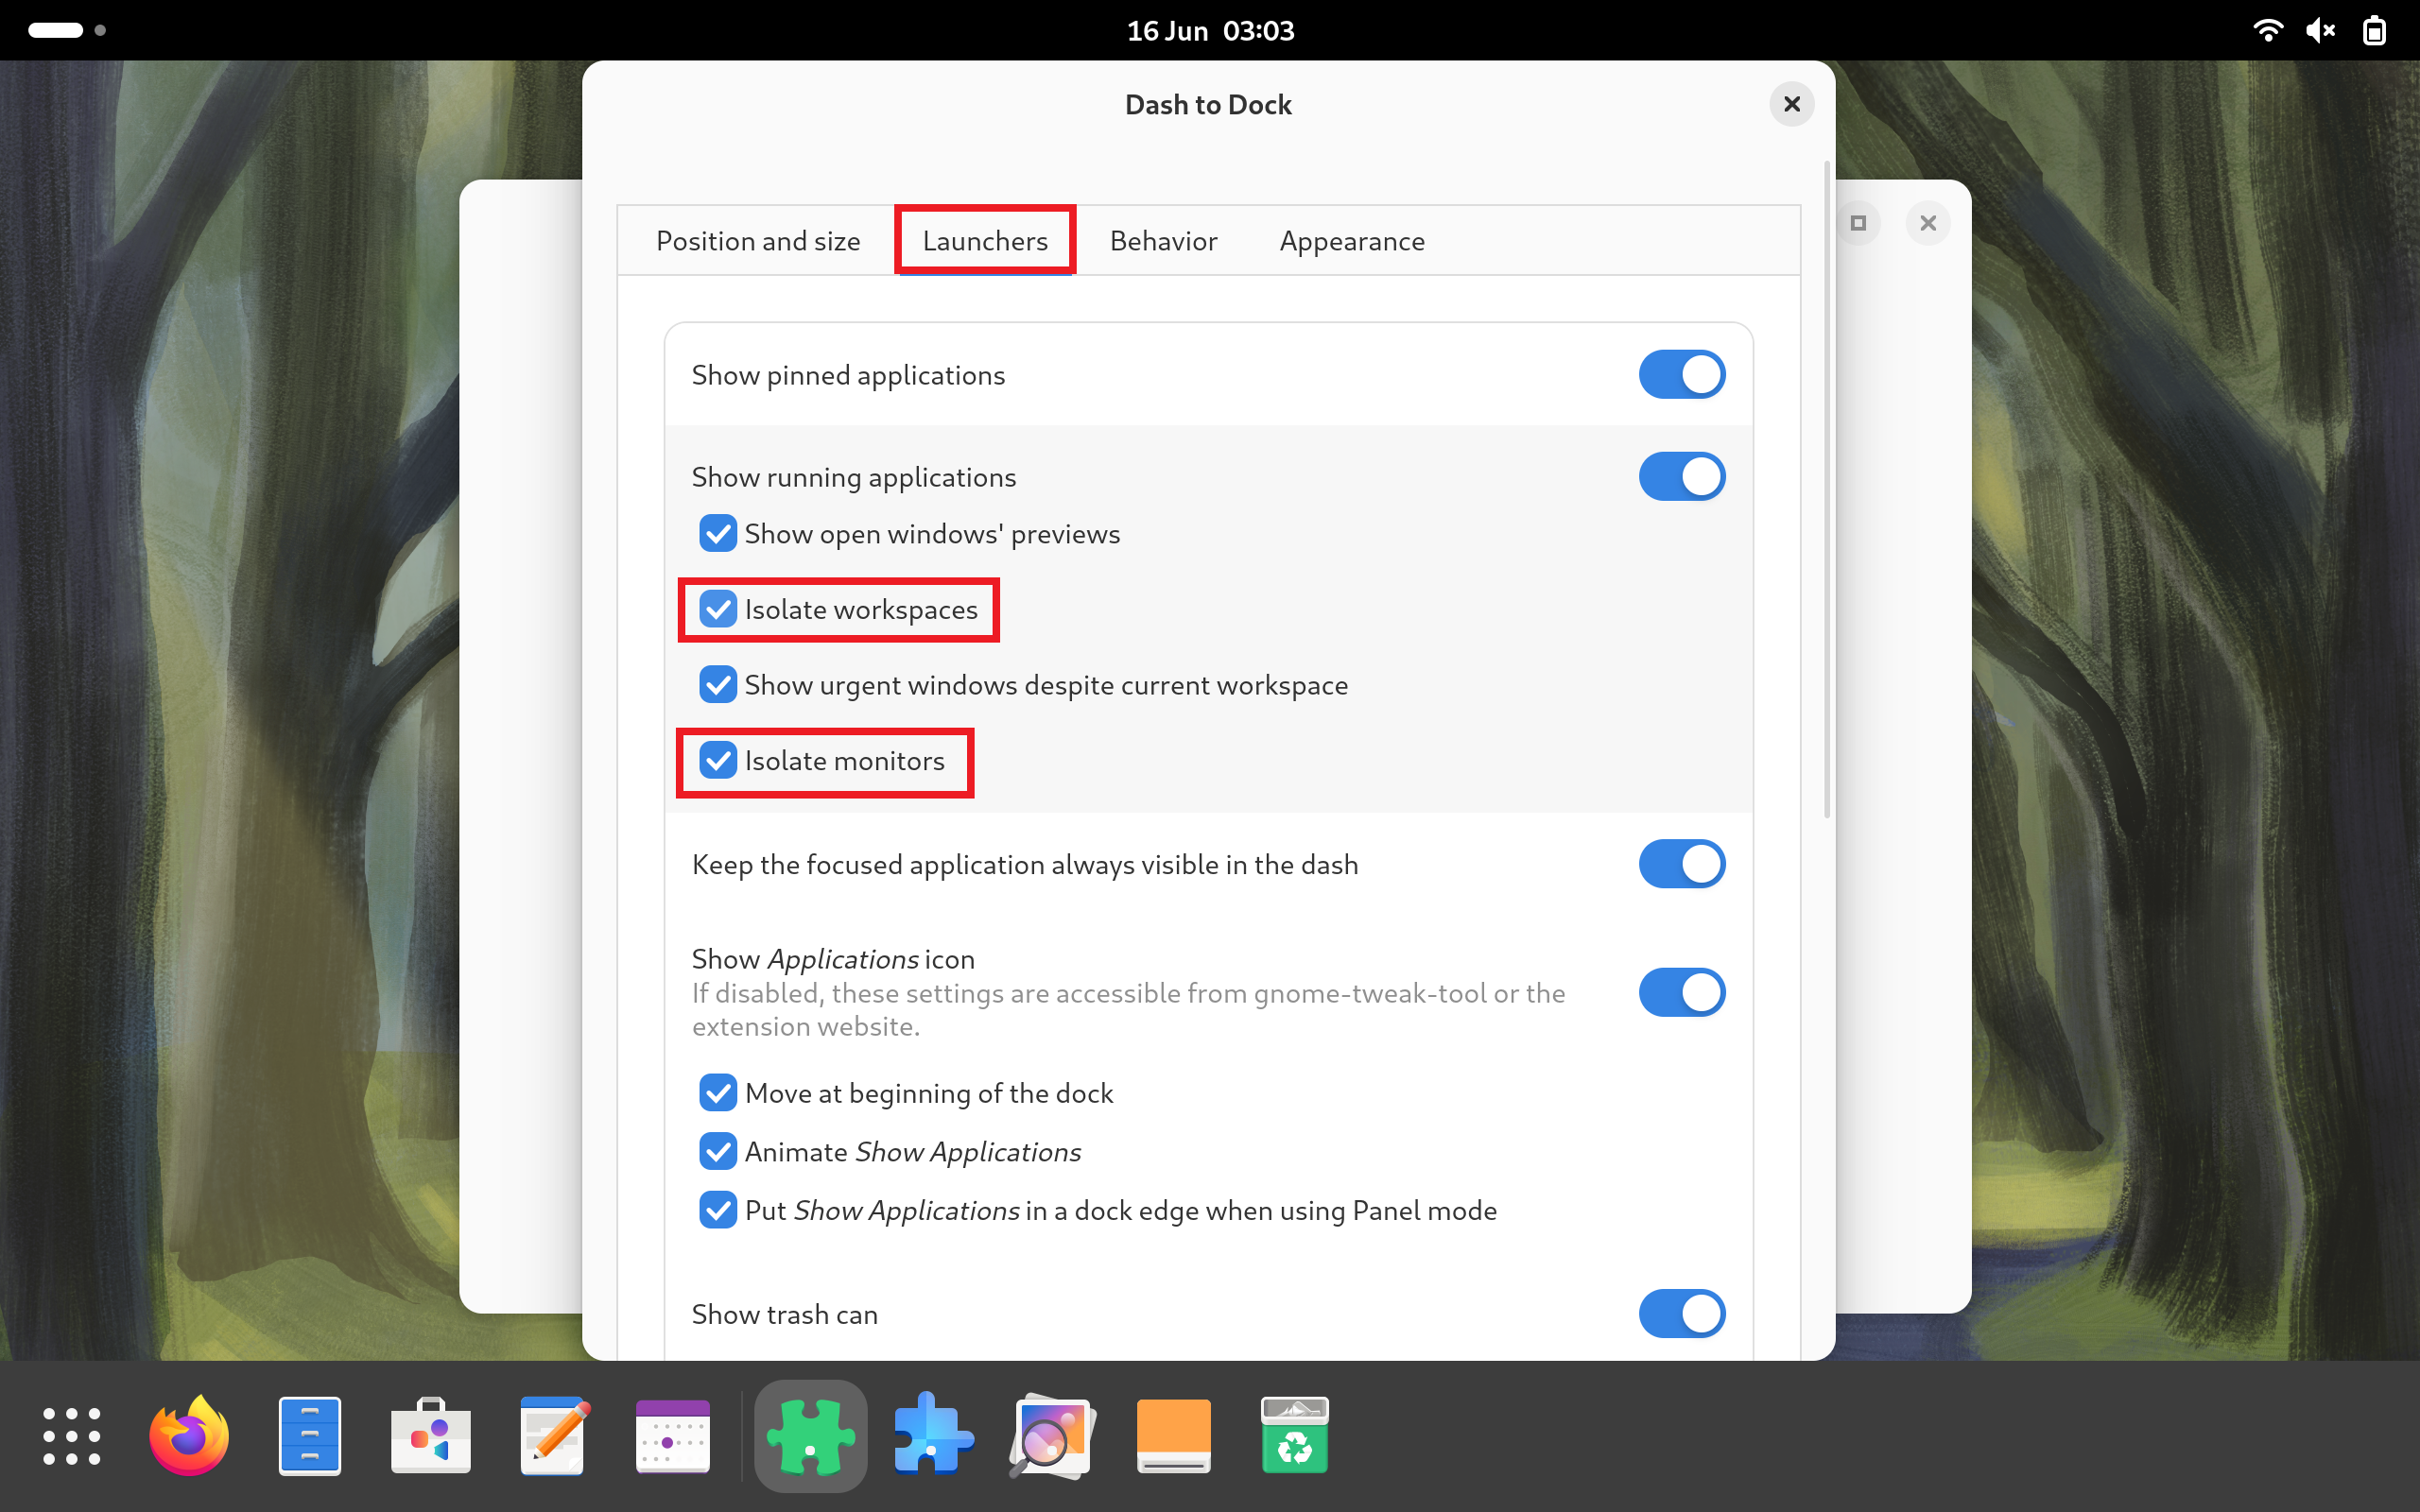 16 Jun 03:03
Dash to Dock
Position and size Launchers Behavior Appearance
Show pinned applications
Show running applications
Show open windows' previews
Isolate workspaces
Show urgent windows despite current workspace
Isolate monitors
Keep the focused application always visible in the dash
Show Applications icon
If disabled, these settings are accessible from gnome-tweak-tool or the
extension website.
Move at beginning of the dock
Animate Show Applications
Put Show Applications in a dock edge when using Panel mode
Show trash can